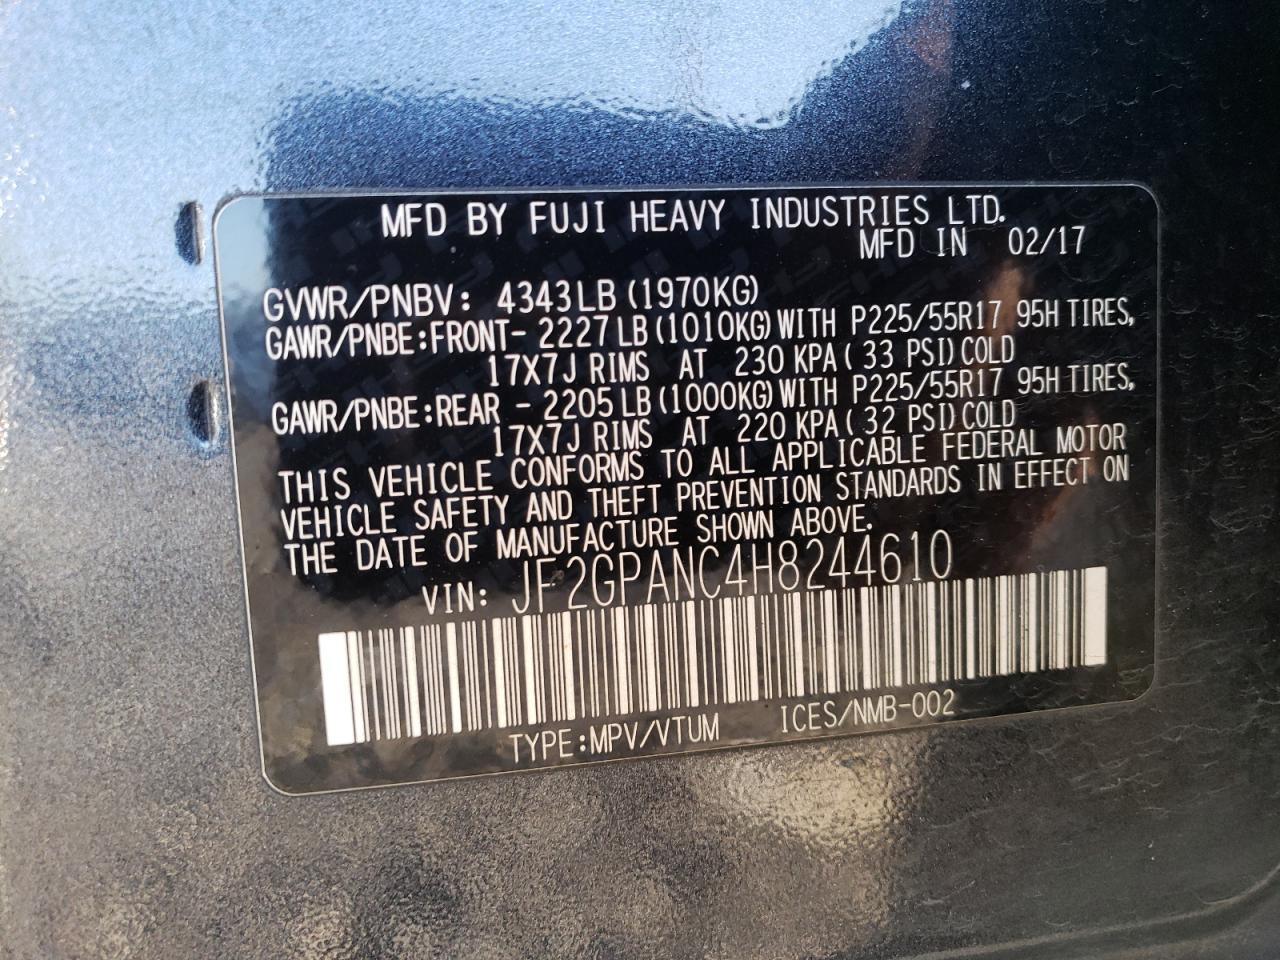 MFD BY FUJI HEAVY INDUSTRIES LTD.
MFD IN 02/17
GVWR/PNBV: 4343LB (1970KG)
GAWR/PNBE:FRONT- 2227LB (1010KG) WITH P225/55R17 95H TIRES,
17X7J RIMS AT 230 KPA ( 33 PSI) COLD
GAWR/PNBE:REAR - 2205LB (1000KG) WITH P225/55R17 95H TIRES,
17X7J RIMS AT 220 KPA ( 32 PSI) COLD
THIS VEHICLE CONFORMS TO ALL APPLICABLE FEDERAL MOTOR
VEHICLE SAFETY AND THEFT PREVENTION STANDARDS IN EFFECT ON
THE DATE OF MANUFACTURE SHOWN ABOVE.
VIN: JF2GPANC4H8244610
TYPE:MPV/VTUM ICES/NMB-002